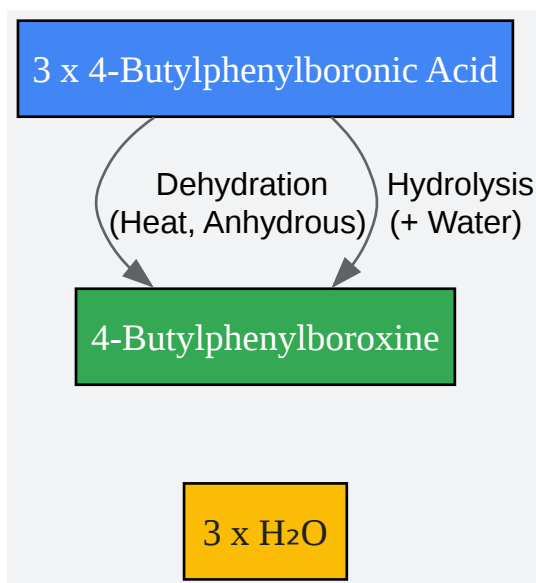 3 x 4-Butylphenylboronic Acid
Dehydration
(Heat, Anhydrous)
Hydrolysis
(+ Water)
4-Butylphenylboroxine
3 x H₂O